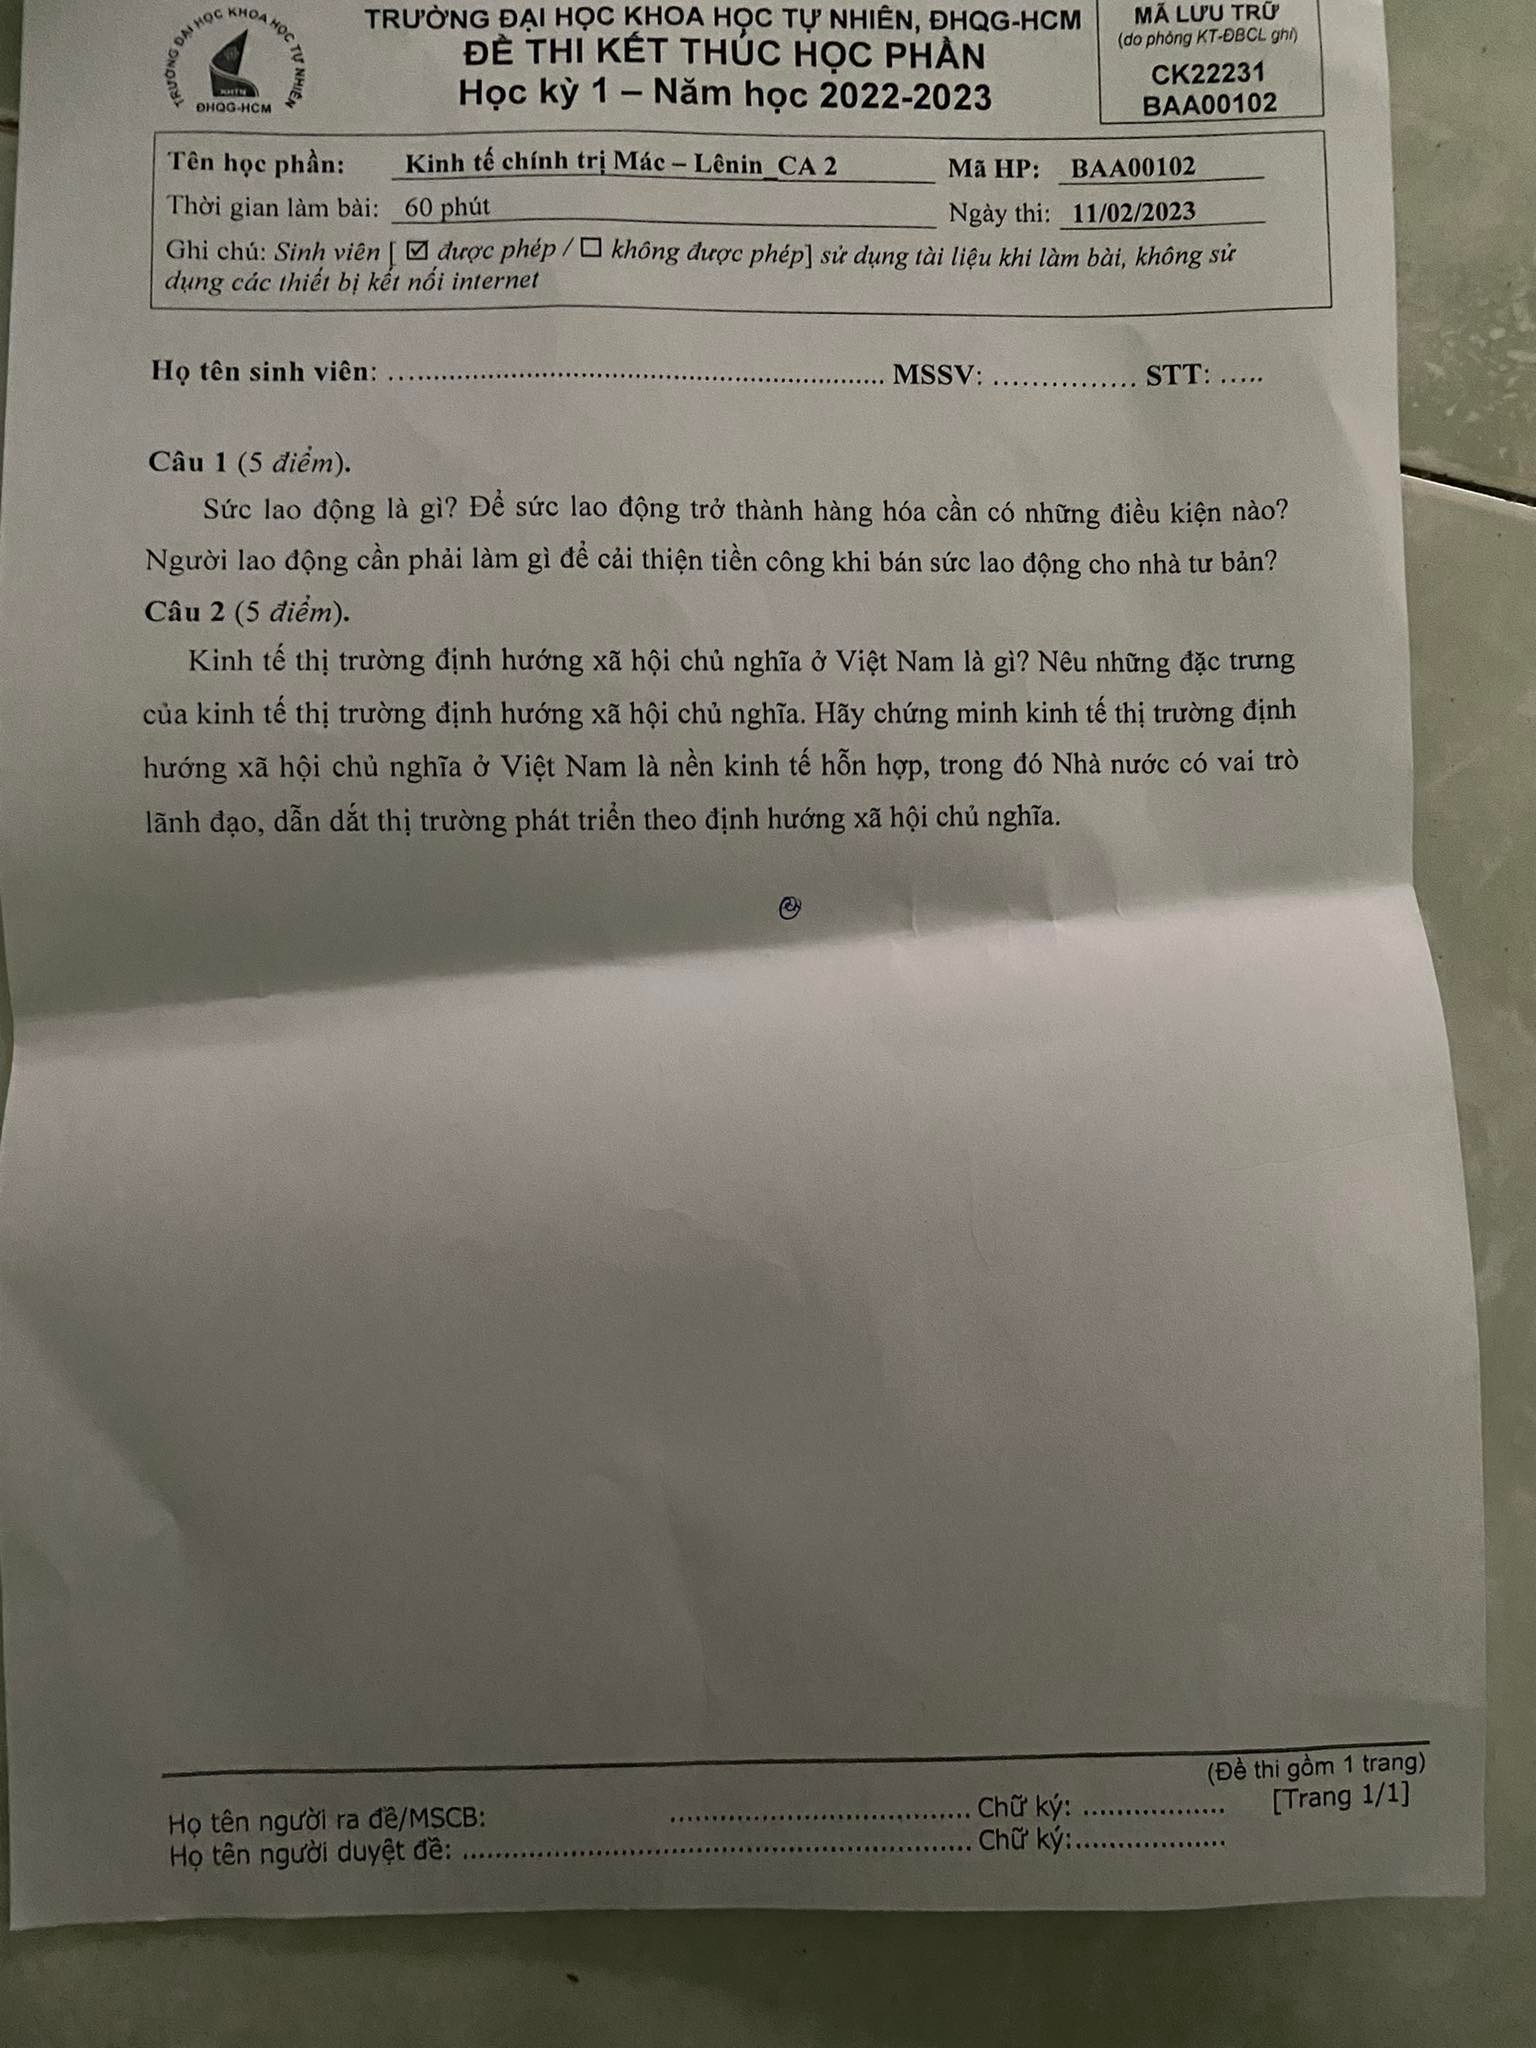 TRƯỜNG ĐẠI HỌC KHOA HỌC TỰ NHIÊN
KHTN
ĐHQG-HCM
TRƯỜNG ĐẠI HỌC KHOA HỌC TỰ NHIÊN, ĐHQG-HCM
ĐỀ THI KẾT THÚC HỌC PHẦN
Học kỳ 1 – Năm học 2022-2023
MÃ LƯU TRỮ
(do phòng KT-ĐBCL ghi)
CK22231
BAA00102
Tên học phần: Kinh tế chính trị Mác – Lênin_CA 2 Mã HP: BAA00102
Thời gian làm bài: 60 phút Ngày thi: 11/02/2023
Ghi chú: Sinh viên [ ☑ được phép / ☐ không được phép] sử dụng tài liệu khi làm bài, không sử
dụng các thiết bị kết nối internet
Họ tên sinh viên: ........................................................................ MSSV: ............... STT: .....
Câu 1 (5 điểm).
Sức lao động là gì? Để sức lao động trở thành hàng hóa cần có những điều kiện nào?
Người lao động cần phải làm gì để cải thiện tiền công khi bán sức lao động cho nhà tư bản?
Câu 2 (5 điểm).
Kinh tế thị trường định hướng xã hội chủ nghĩa ở Việt Nam là gì? Nêu những đặc trưng
của kinh tế thị trường định hướng xã hội chủ nghĩa. Hãy chứng minh kinh tế thị trường định
hướng xã hội chủ nghĩa ở Việt Nam là nền kinh tế hỗn hợp, trong đó Nhà nước có vai trò
lãnh đạo, dẫn dắt thị trường phát triển theo định hướng xã hội chủ nghĩa.
(Đề thi gồm 1 trang)
Họ tên người ra đề/MSCB: ................................... Chữ ký: ................. [Trang 1/1]
Họ tên người duyệt đề: ............................................................ Chữ ký:..................